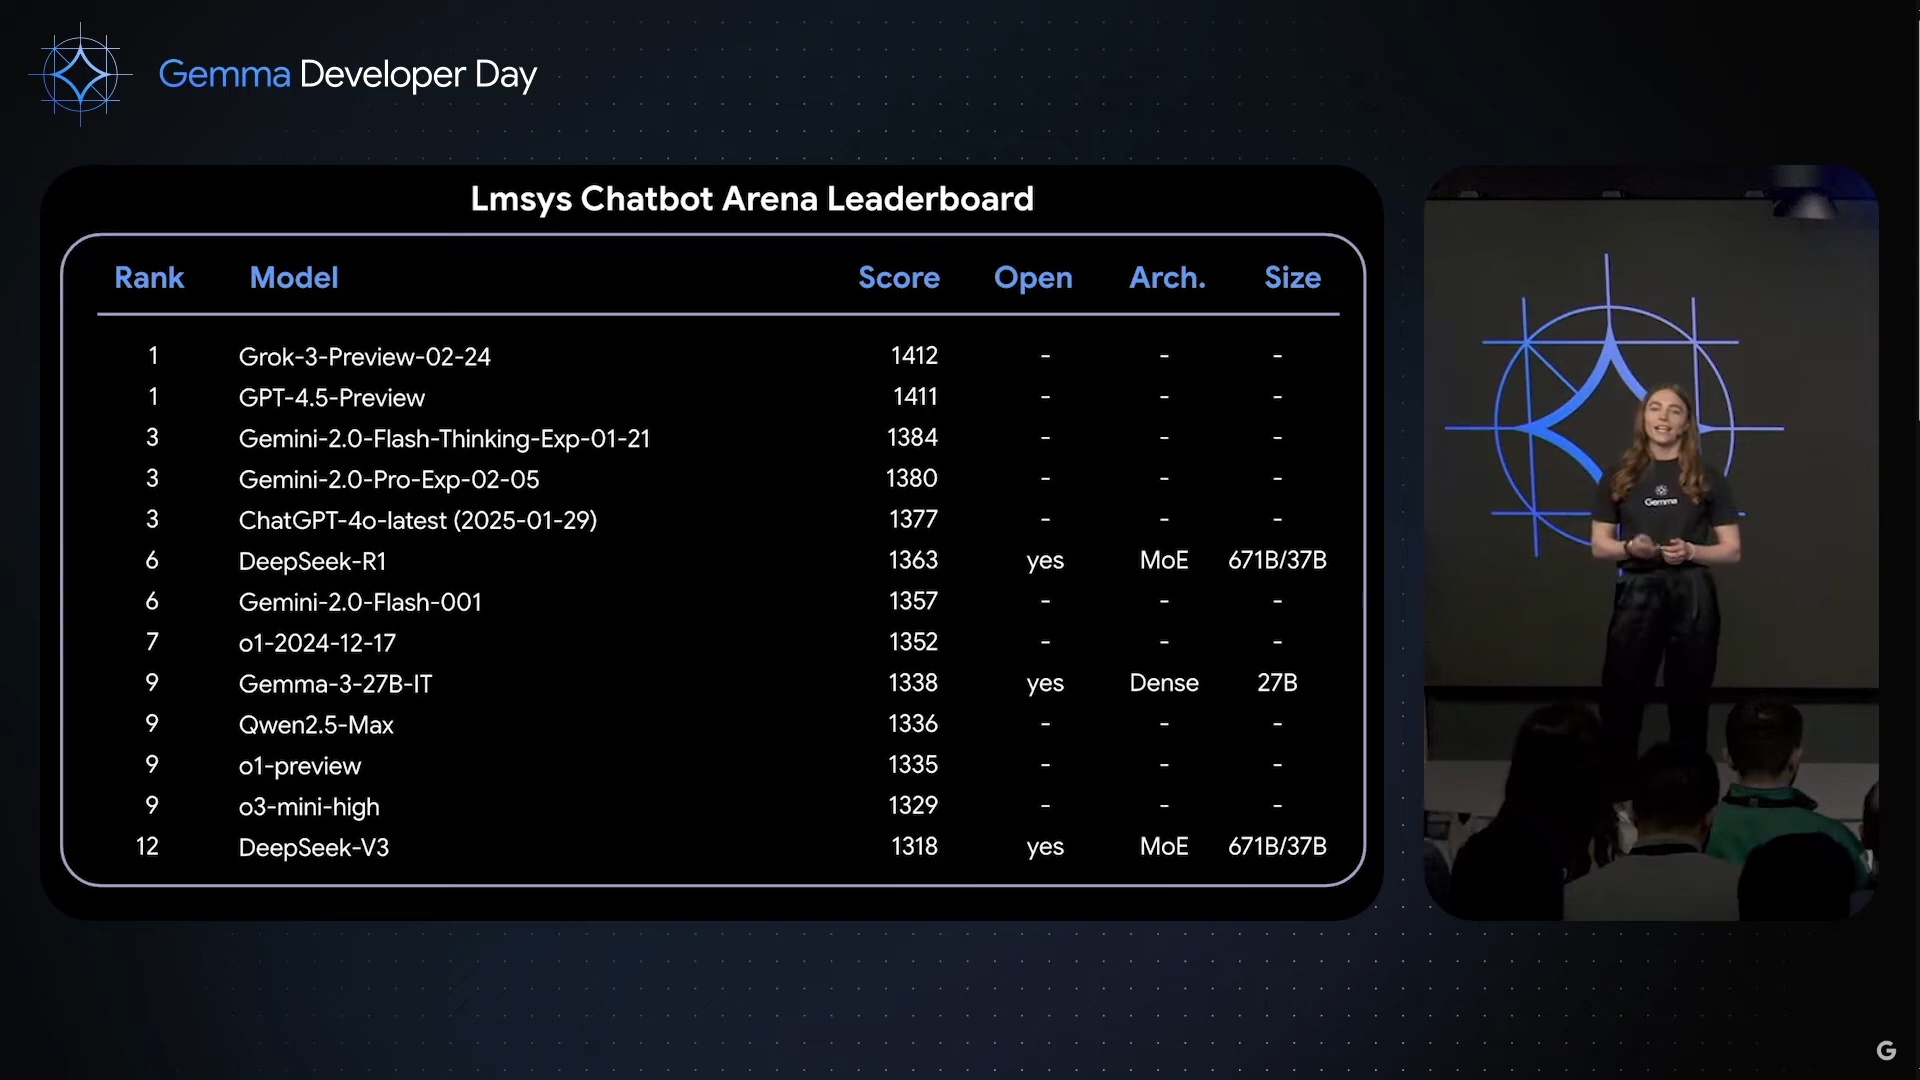 Gemma Developer Day
Lmsys Chatbot Arena Leaderboard
Rank Model Score Open Arch. Size
1 Grok-3-Preview-02-24 1412 - - -
1 GPT-4.5-Preview 1411 - - -
3 Gemini-2.0-Flash-Thinking-Exp-01-21 1384 - - -
3 Gemini-2.0-Pro-Exp-02-05 1380 - - -
3 ChatGPT-4o-latest (2025-01-29) 1377 - - -
6 DeepSeek-R1 1363 yes MoE 671B/37B
6 Gemini-2.0-Flash-001 1357 - - -
7 o1-2024-12-17 1352 - - -
9 Gemma-3-27B-IT 1338 yes Dense 27B
9 Qwen2.5-Max 1336 - - -
9 o1-preview 1335 - - -
9 o3-mini-high 1329 - - -
12 DeepSeek-V3 1318 yes MoE 671B/37B
Gemma
G